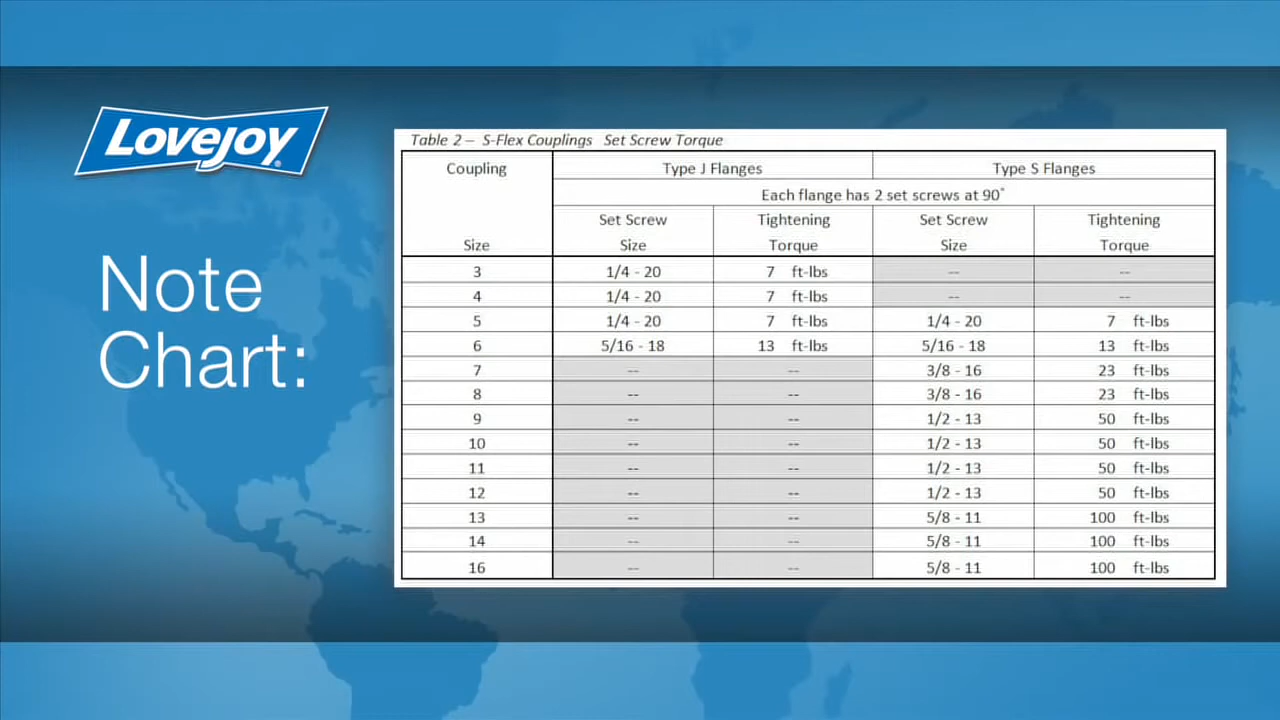 Lovejoy®
Note
Chart:
Table 2 – S-Flex Couplings Set Screw Torque
Coupling Type J Flanges Type S Flanges
Each flange has 2 set screws at 90°
Set Screw Tightening Set Screw Tightening
Size Size Torque Size Torque
3 1/4 - 20 7 ft-lbs -- --
4 1/4 - 20 7 ft-lbs -- --
5 1/4 - 20 7 ft-lbs 1/4 - 20 7 ft-lbs
6 5/16 - 18 13 ft-lbs 5/16 - 18 13 ft-lbs
7 -- -- 3/8 - 16 23 ft-lbs
8 -- -- 3/8 - 16 23 ft-lbs
9 -- -- 1/2 - 13 50 ft-lbs
10 -- -- 1/2 - 13 50 ft-lbs
11 -- -- 1/2 - 13 50 ft-lbs
12 -- -- 1/2 - 13 50 ft-lbs
13 -- -- 5/8 - 11 100 ft-lbs
14 -- -- 5/8 - 11 100 ft-lbs
16 -- -- 5/8 - 11 100 ft-lbs